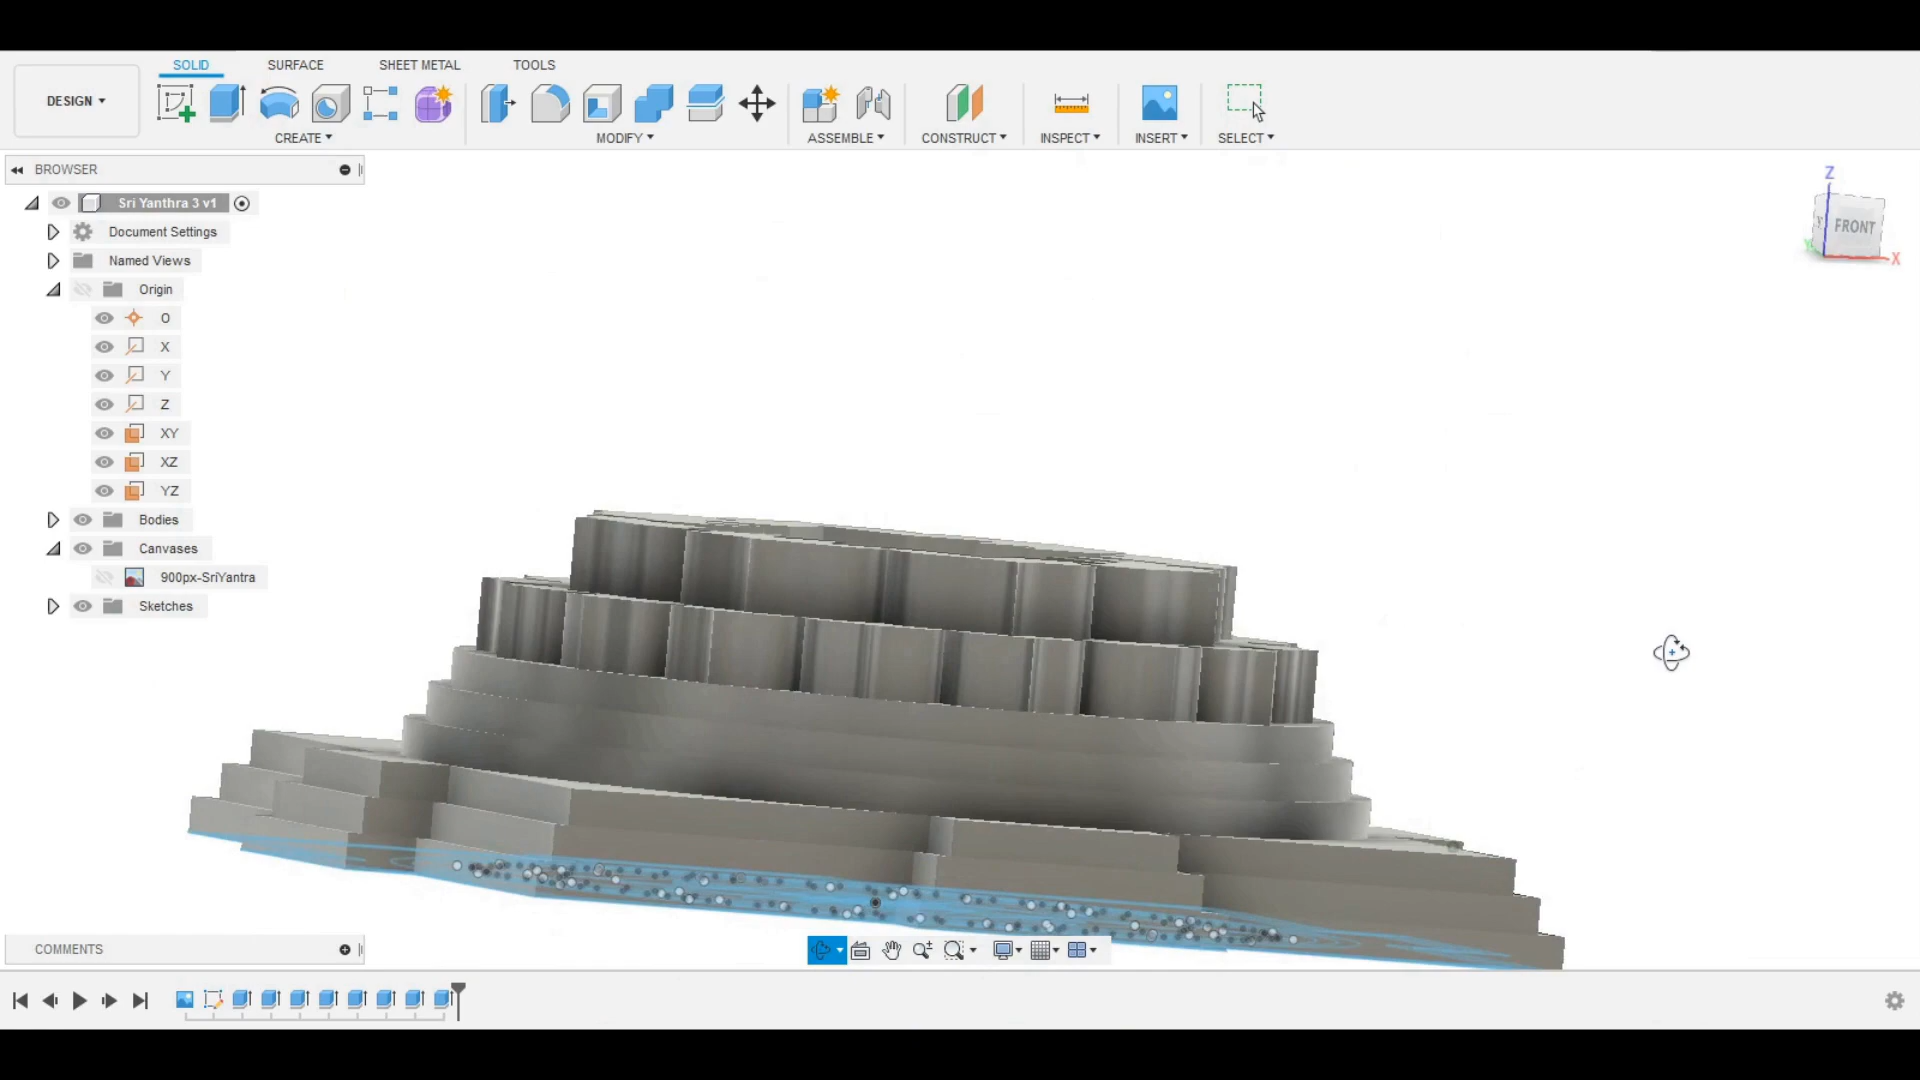 SOLID SURFACE SHEET METAL TOOLS
DESIGN
CREATE MODIFY ASSEMBLE CONSTRUCT INSPECT INSERT SELECT
BROWSER
Sri Yanthra 3 v1
Document Settings
Named Views
Origin
O
X
Y
Z
XY
XZ
YZ
Bodies
Canvases
900px-SriYantra
Sketches
Z
FRONT
Y
X
COMMENTS